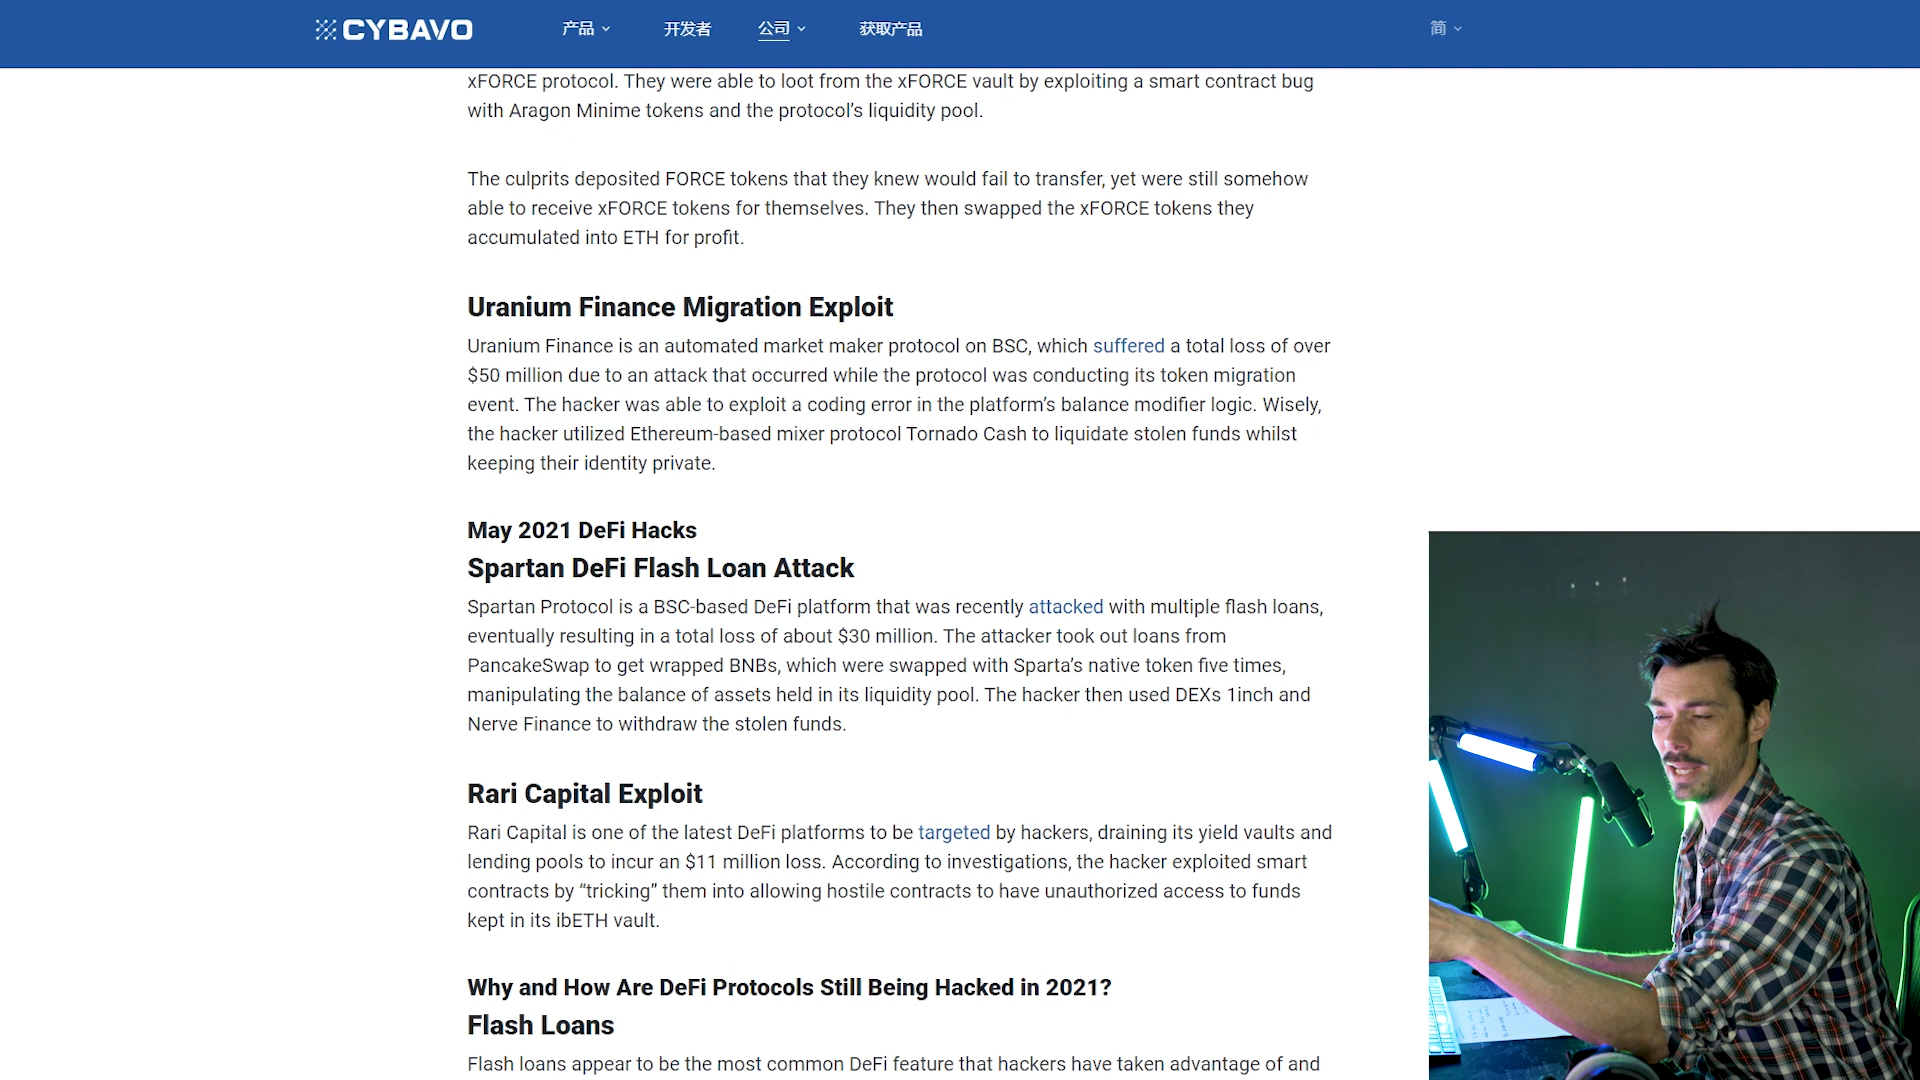 CYBAVO
产品
开发者
公司
获取产品
简
xFORCE protocol. They were able to loot from the xFORCE vault by exploiting a smart contract bug
with Aragon Minime tokens and the protocol’s liquidity pool.
The culprits deposited FORCE tokens that they knew would fail to transfer, yet were still somehow
able to receive xFORCE tokens for themselves. They then swapped the xFORCE tokens they
accumulated into ETH for profit.
Uranium Finance Migration Exploit
Uranium Finance is an automated market maker protocol on BSC, which suffered a total loss of over
$50 million due to an attack that occurred while the protocol was conducting its token migration
event. The hacker was able to exploit a coding error in the platform’s balance modifier logic. Wisely,
the hacker utilized Ethereum-based mixer protocol Tornado Cash to liquidate stolen funds whilst
keeping their identity private.
May 2021 DeFi Hacks
Spartan DeFi Flash Loan Attack
Spartan Protocol is a BSC-based DeFi platform that was recently attacked with multiple flash loans,
eventually resulting in a total loss of about $30 million. The attacker took out loans from
PancakeSwap to get wrapped BNBs, which were swapped with Sparta’s native token five times,
manipulating the balance of assets held in its liquidity pool. The hacker then used DEXs 1inch and
Nerve Finance to withdraw the stolen funds.
Rari Capital Exploit
Rari Capital is one of the latest DeFi platforms to be targeted by hackers, draining its yield vaults and
lending pools to incur an $11 million loss. According to investigations, the hacker exploited smart
contracts by “tricking” them into allowing hostile contracts to have unauthorized access to funds
kept in its ibETH vault.
Why and How Are DeFi Protocols Still Being Hacked in 2021?
Flash Loans
Flash loans appear to be the most common DeFi feature that hackers have taken advantage of and